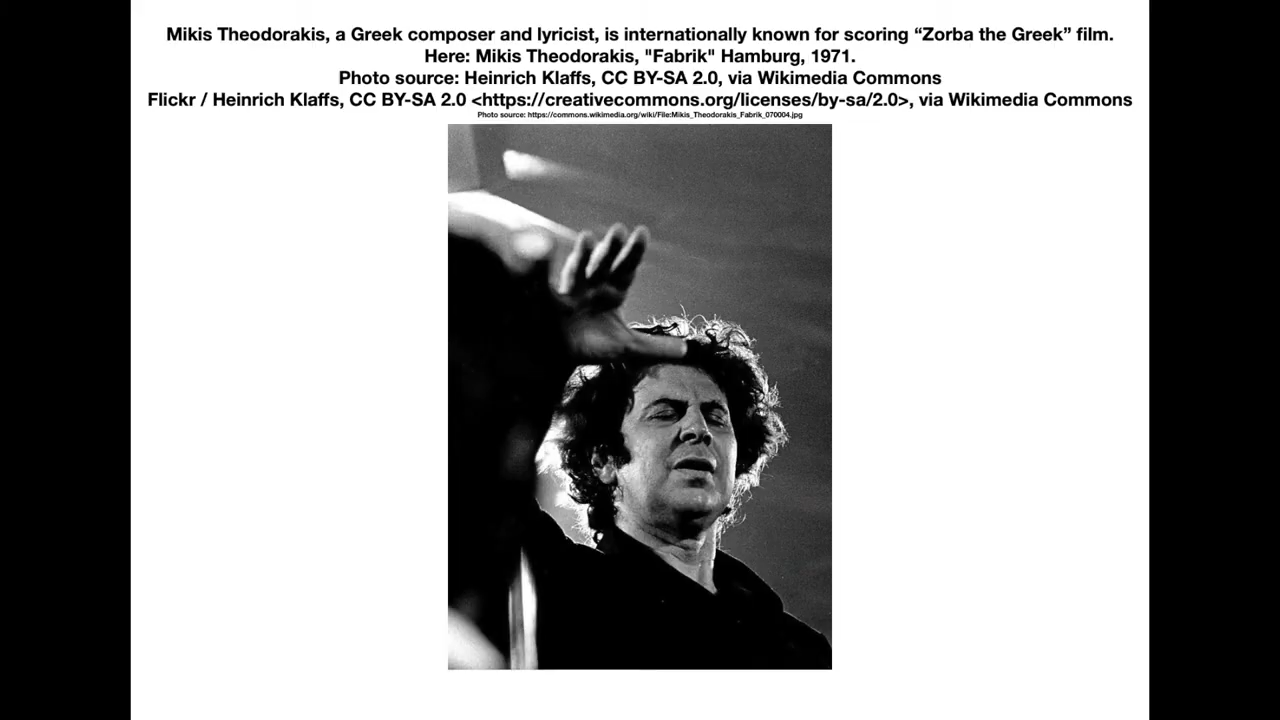 Mikis Theodorakis, a Greek composer and lyricist, is internationally known for scoring “Zorba the Greek” film.
Here: Mikis Theodorakis, "Fabrik" Hamburg, 1971.
Photo source: Heinrich Klaffs, CC BY-SA 2.0, via Wikimedia Commons
Flickr / Heinrich Klaffs, CC BY-SA 2.0 <https://creativecommons.org/licenses/by-sa/2.0>, via Wikimedia Commons
Photo source: https://commons.wikimedia.org/wiki/File:Mikis_Theodorakis_Fabrik_070004.jpg